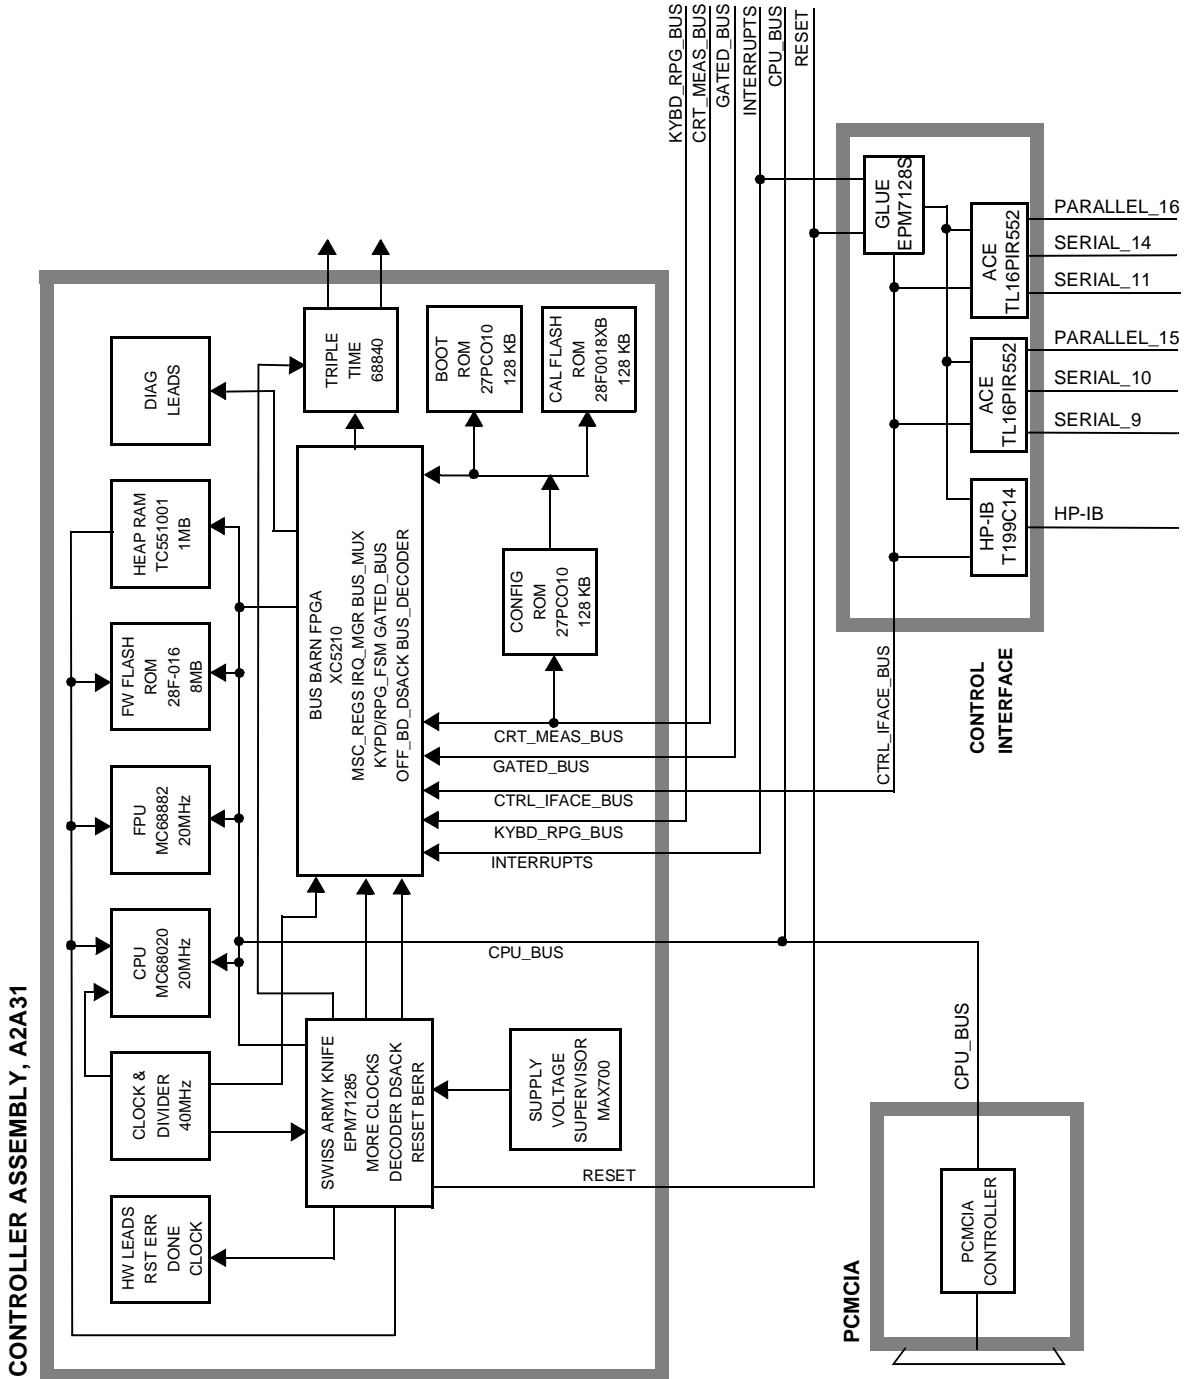 CONTROLLER ASSEMBLY, A2A31
HW LEADS
RST ERR
DONE
CLOCK
CLOCK &
DIVIDER
40MHz
CPU
MC68020
20MHz
FPU
MC68882
20MHz
FW FLASH
ROM
28F-016
8MB
HEAP RAM
TC551001
1MB
DIAG
LEADS
SWISS ARMY KNIFE
EPM71285
MORE CLOCKS
DECODER DSACK
RESET BERR
BUS BARN FPGA
XC5210
MSC_REGS IRQ_MGR BUS_MUX
KYPD/RPG_FSM GATED_BUS
OFF_BD_DSACK BUS_DECODER
TRIPLE
TIME
68840
BOOT
ROM
27PCO10
128 KB
CAL FLASH
ROM
28F0018XB
128 KB
CONFIG
ROM
27PCO10
128 KB
SUPPLY
VOLTAGE
SUPERVISOR
MAX700
CRT_MEAS_BUS
GATED_BUS
CTRL_IFACE_BUS
KYBD_RPG_BUS
INTERRUPTS
CPU_BUS
RESET
KYBD_RPG_BUS
CRT_MEAS_BUS
GATED_BUS
INTERRUPTS
CPU_BUS
RESET
GLUE
EPM7128S
ACE
TL16PIR552
ACE
TL16PIR552
HP-IB
T199C14
PARALLEL_16
SERIAL_14
SERIAL_11
PARALLEL_15
SERIAL_10
SERIAL_9
HP-IB
CTRL_IFACE_BUS
CONTROL
INTERFACE
CPU_BUS
PCMCIA
PCMCIA
CONTROLLER